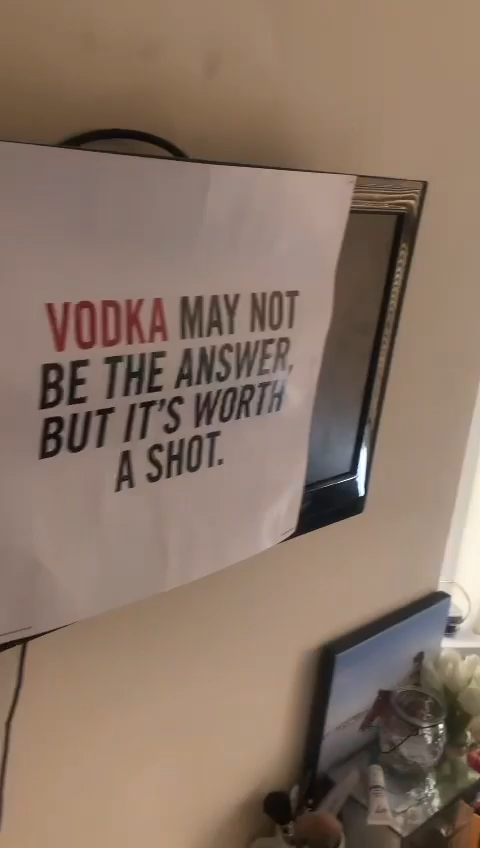 VODKA MAY NOT
BE THE ANSWER,
BUT IT'S WORTH
A SHOT.